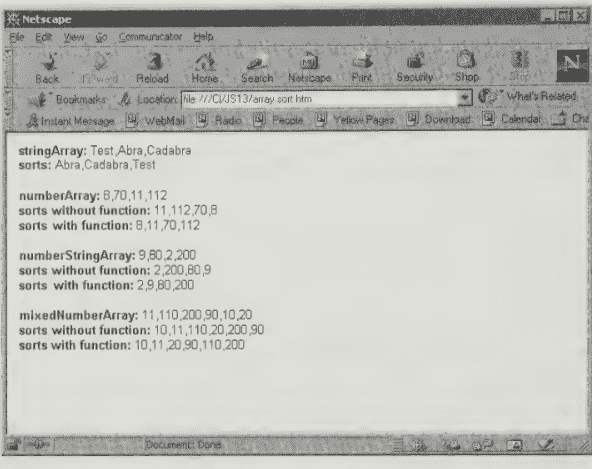 Netscape
File Edit View Go Communicator Help
Back Forward Reload Home Search Netscape Print Security Shop Stop
N
Bookmarks Location: file:///C|/JS13/array sort.htm What's Related
Instant Message WebMail Radio People Yellow Pages Download Calendar
stringArray: Test,Abra,Cadabra
sorts: Abra,Cadabra,Test
numberArray: 8,70,11,112
sorts without function: 11,112,70,8
sorts with function: 8,11,70,112
numberStringArray: 9,80,2,200
sorts without function: 2,200,80,9
sorts with function: 2,9,80,200
mixedNumberArray: 11,110,200,90,10,20
sorts without function: 10,11,110,20,200,90
sorts with function: 10,11,20,90,110,200
Document: Done